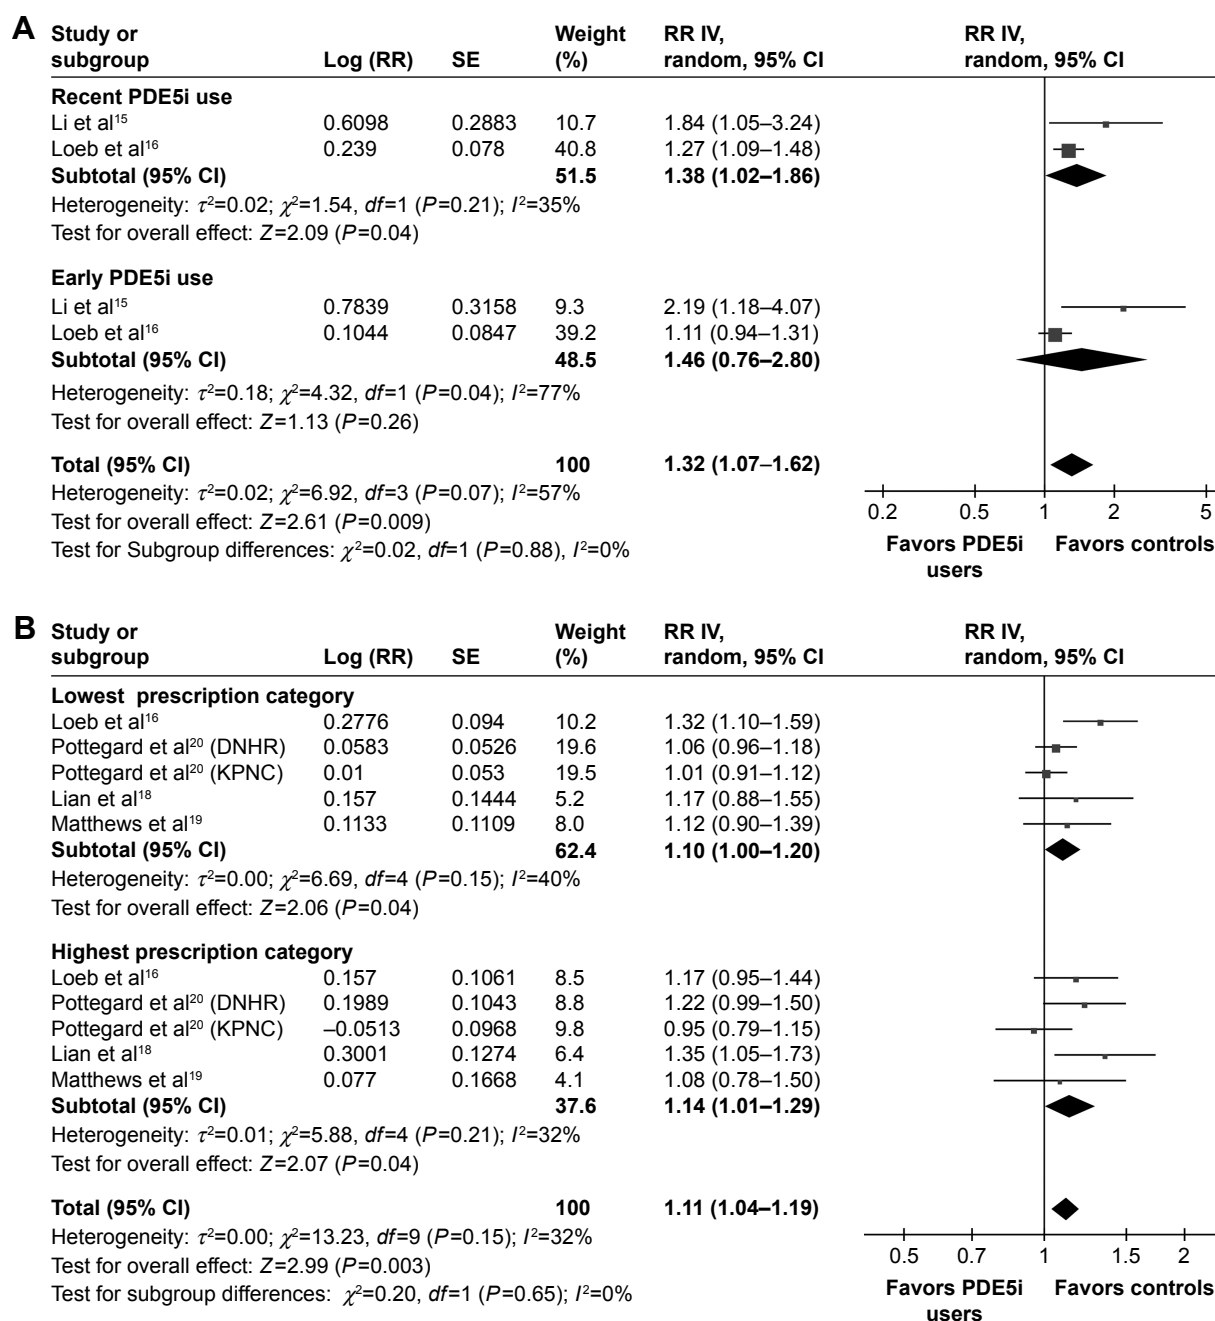 A
Study or subgroup Log (RR) SE Weight (%) RR IV, random, 95% CI RR IV, random, 95% CI
Recent PDE5i use
Li et al15 0.6098 0.2883 10.7 1.84 (1.05–3.24)
Loeb et al16 0.239 0.078 40.8 1.27 (1.09–1.48)
Subtotal (95% CI) 51.5 1.38 (1.02–1.86)
Heterogeneity: τ2=0.02; χ2=1.54, df=1 (P=0.21); I2=35%
Test for overall effect: Z=2.09 (P=0.04)
Early PDE5i use
Li et al15 0.7839 0.3158 9.3 2.19 (1.18–4.07)
Loeb et al16 0.1044 0.0847 39.2 1.11 (0.94–1.31)
Subtotal (95% CI) 48.5 1.46 (0.76–2.80)
Heterogeneity: τ2=0.18; χ2=4.32, df=1 (P=0.04); I2=77%
Test for overall effect: Z=1.13 (P=0.26)
Total (95% CI) 100 1.32 (1.07–1.62)
Heterogeneity: τ2=0.02; χ2=6.92, df=3 (P=0.07); I2=57%
Test for overall effect: Z=2.61 (P=0.009)
Test for Subgroup differences: χ2=0.02, df=1 (P=0.88), I2=0%
0.2 0.5 1 2 5
Favors PDE5i users Favors controls
B
Study or subgroup Log (RR) SE Weight (%) RR IV, random, 95% CI RR IV, random, 95% CI
Lowest prescription category
Loeb et al16 0.2776 0.094 10.2 1.32 (1.10–1.59)
Pottegard et al20 (DNHR) 0.0583 0.0526 19.6 1.06 (0.96–1.18)
Pottegard et al20 (KPNC) 0.01 0.053 19.5 1.01 (0.91–1.12)
Lian et al18 0.157 0.1444 5.2 1.17 (0.88–1.55)
Matthews et al19 0.1133 0.1109 8.0 1.12 (0.90–1.39)
Subtotal (95% CI) 62.4 1.10 (1.00–1.20)
Heterogeneity: τ2=0.00; χ2=6.69, df=4 (P=0.15); I2=40%
Test for overall effect: Z=2.06 (P=0.04)
Highest prescription category
Loeb et al16 0.157 0.1061 8.5 1.17 (0.95–1.44)
Pottegard et al20 (DNHR) 0.1989 0.1043 8.8 1.22 (0.99–1.50)
Pottegard et al20 (KPNC) –0.0513 0.0968 9.8 0.95 (0.79–1.15)
Lian et al18 0.3001 0.1274 6.4 1.35 (1.05–1.73)
Matthews et al19 0.077 0.1668 4.1 1.08 (0.78–1.50)
Subtotal (95% CI) 37.6 1.14 (1.01–1.29)
Heterogeneity: τ2=0.01; χ2=5.88, df=4 (P=0.21); I2=32%
Test for overall effect: Z=2.07 (P=0.04)
Total (95% CI) 100 1.11 (1.04–1.19)
Heterogeneity: τ2=0.00; χ2=13.23, df=9 (P=0.15); I2=32%
Test for overall effect: Z=2.99 (P=0.003)
Test for subgroup differences: χ2=0.20, df=1 (P=0.65); I2=0%
0.5 0.7 1 1.5 2
Favors PDE5i users Favors controls